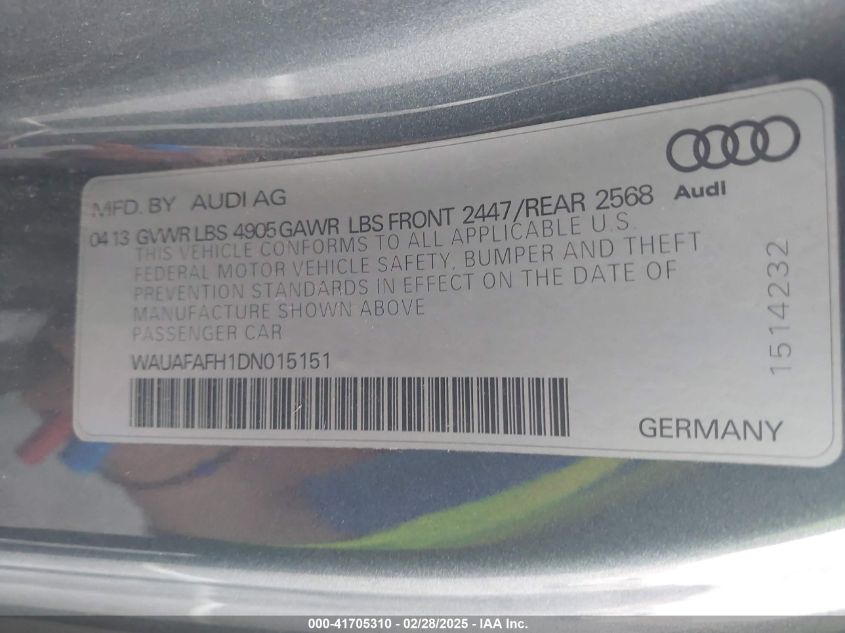 Audi
MFD. BY AUDI AG
04 13 GVWR LBS 4905 GAWR LBS FRONT 2447/REAR 2568
THIS VEHICLE CONFORMS TO ALL APPLICABLE U.S.
FEDERAL MOTOR VEHICLE SAFETY, BUMPER AND THEFT
PREVENTION STANDARDS IN EFFECT ON THE DATE OF
MANUFACTURE SHOWN ABOVE
PASSENGER CAR
WAUAFAFH1DN015151
GERMANY
1514232
000-41705310 - 02/28/2025 - IAA Inc.